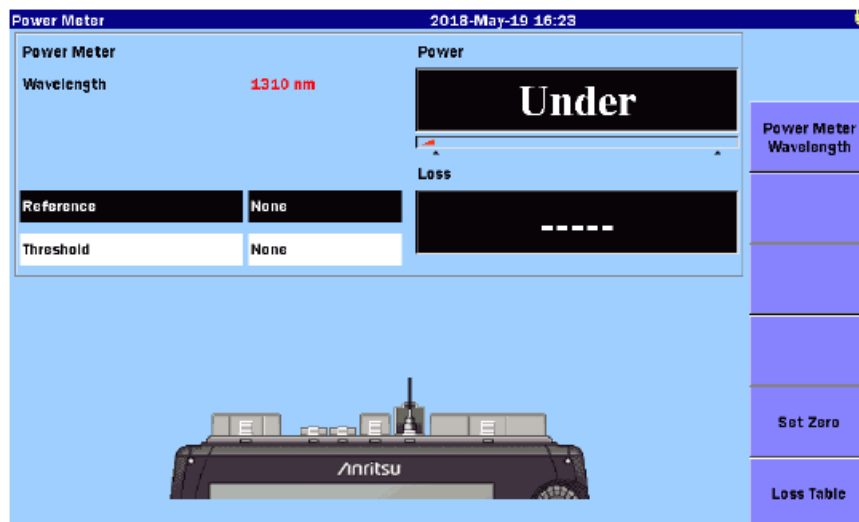 Power Meter 2018-May-19 16:23
Power Meter
Wavelength 1310 nm
Reference None
Threshold None
Power
Under
Loss
-----
Power Meter
Wavelength
Set Zero
Loss Table
Anritsu